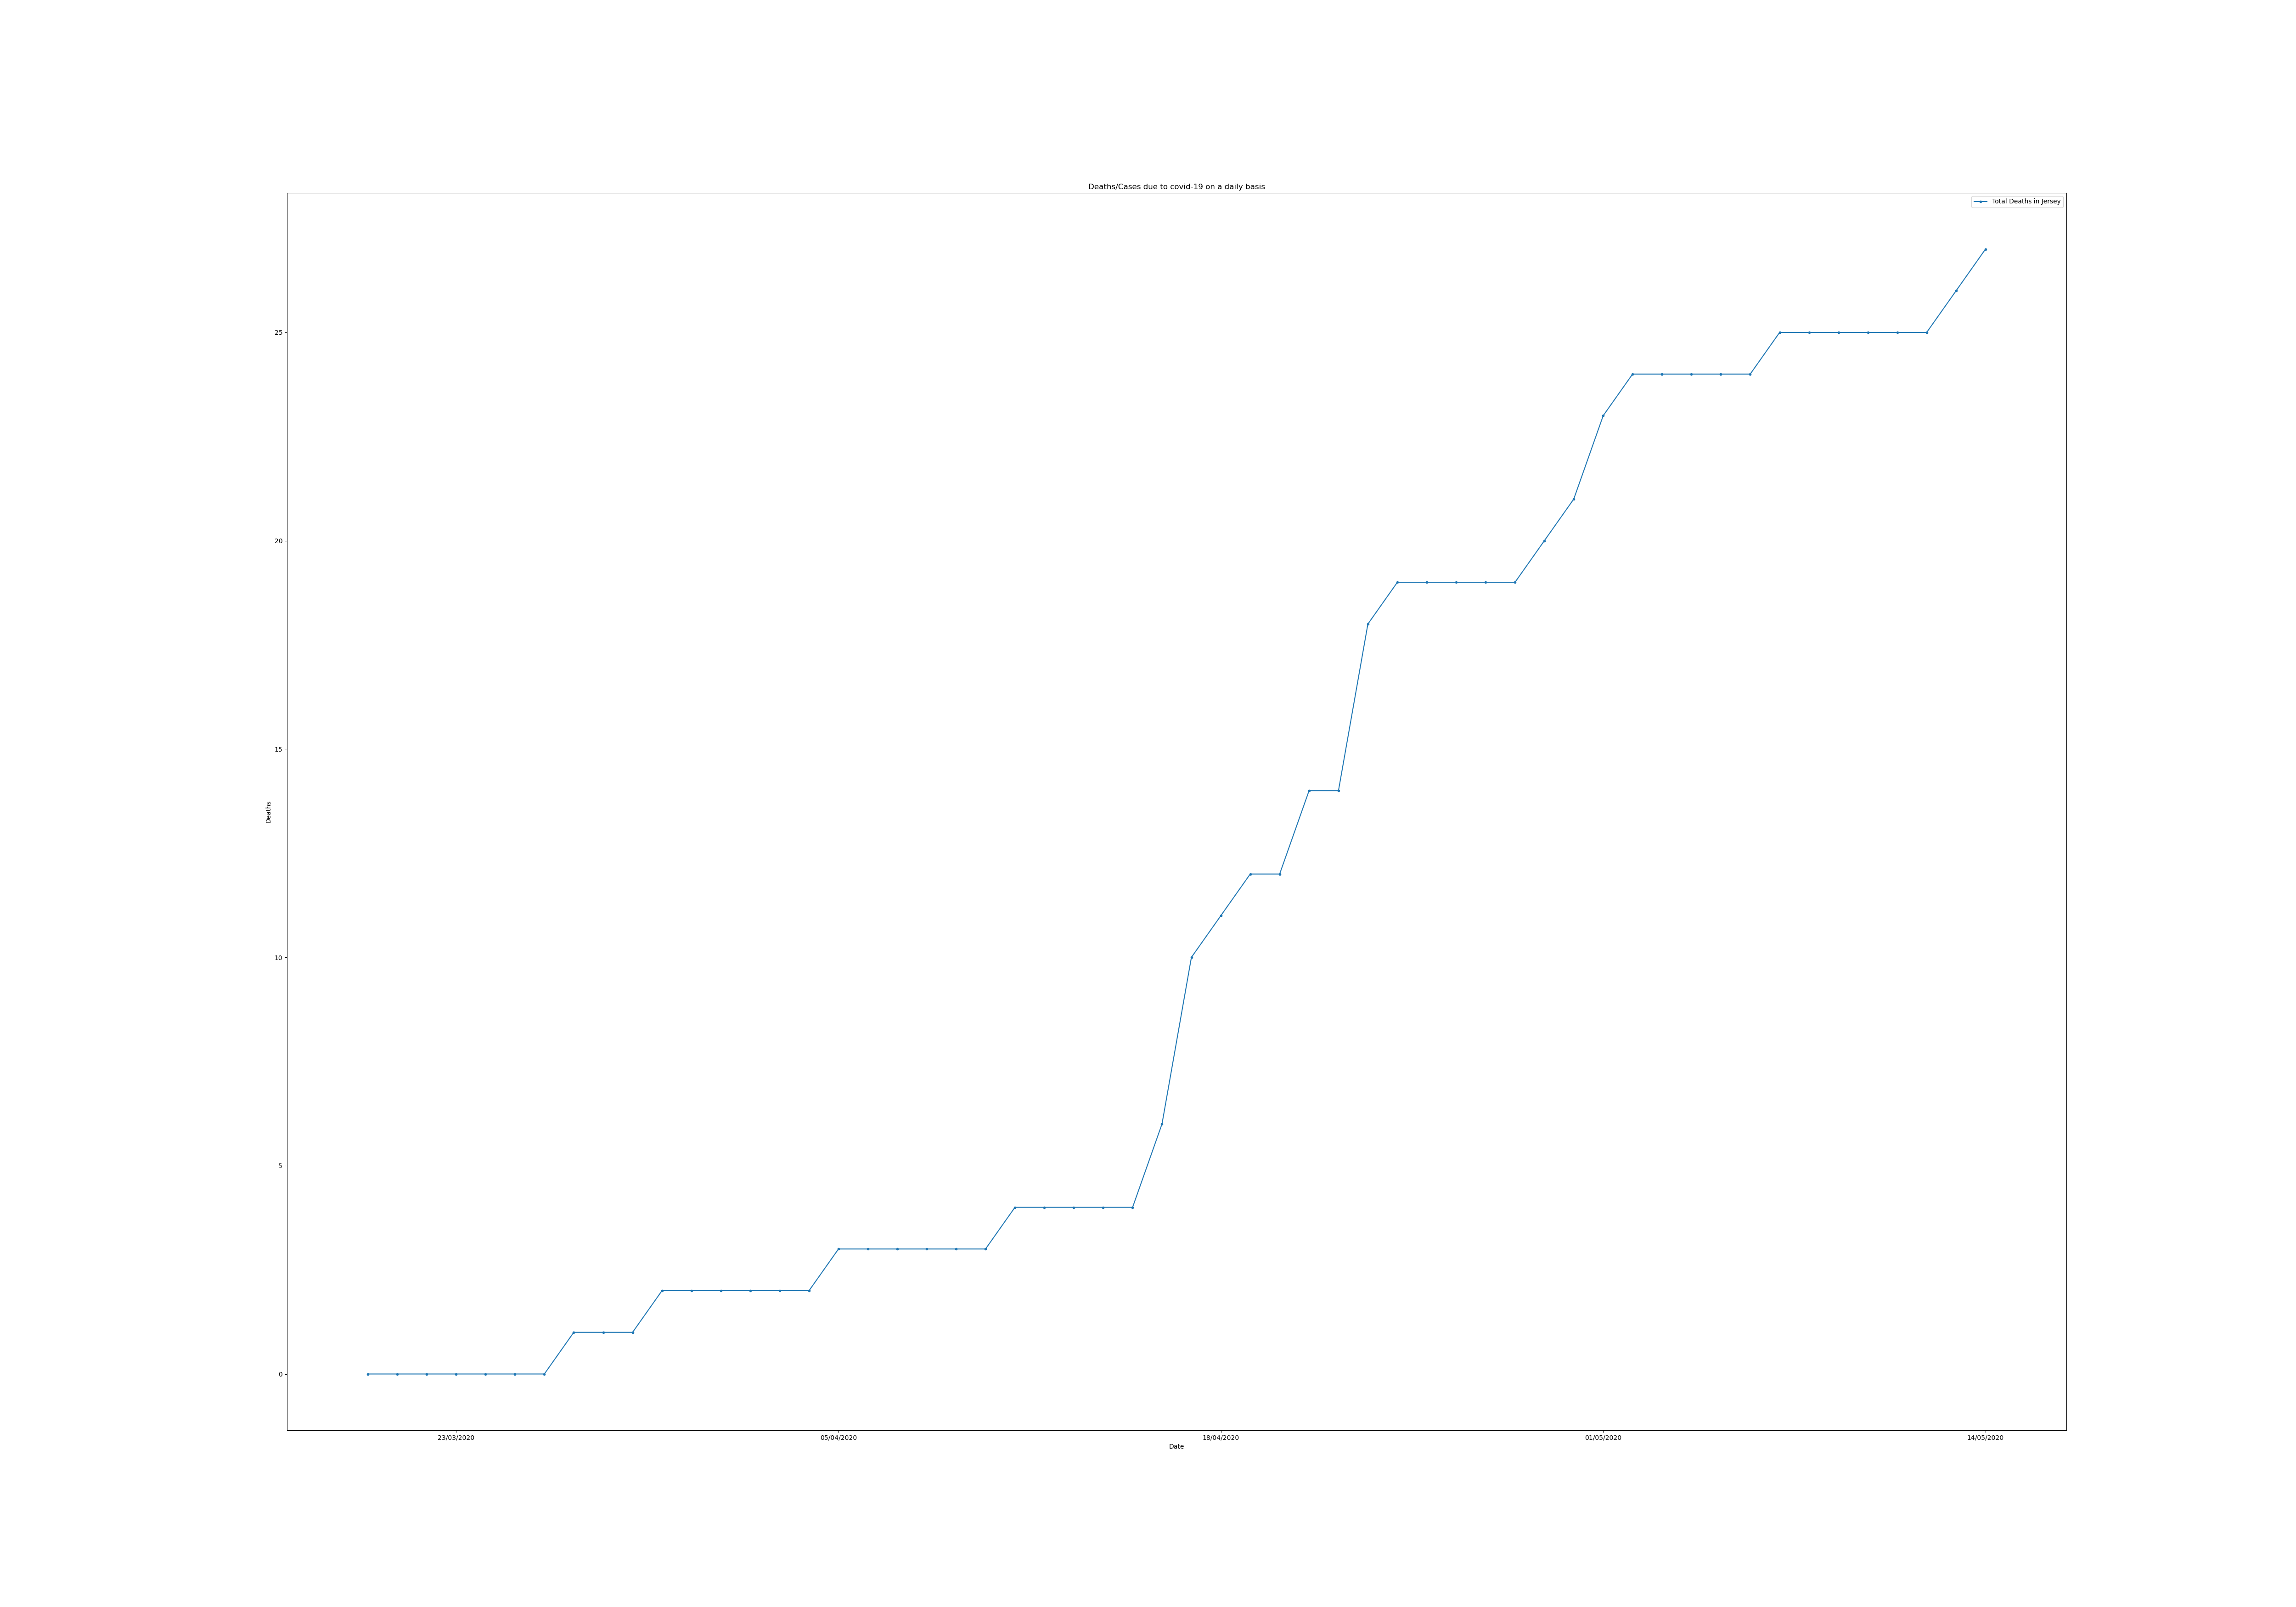 Deaths/Cases due to covid-19 on a daily basis
Total Deaths in Jersey
25
20
15
10
5
0
Deaths
23/03/2020 05/04/2020 18/04/2020 01/05/2020 14/05/2020
Date